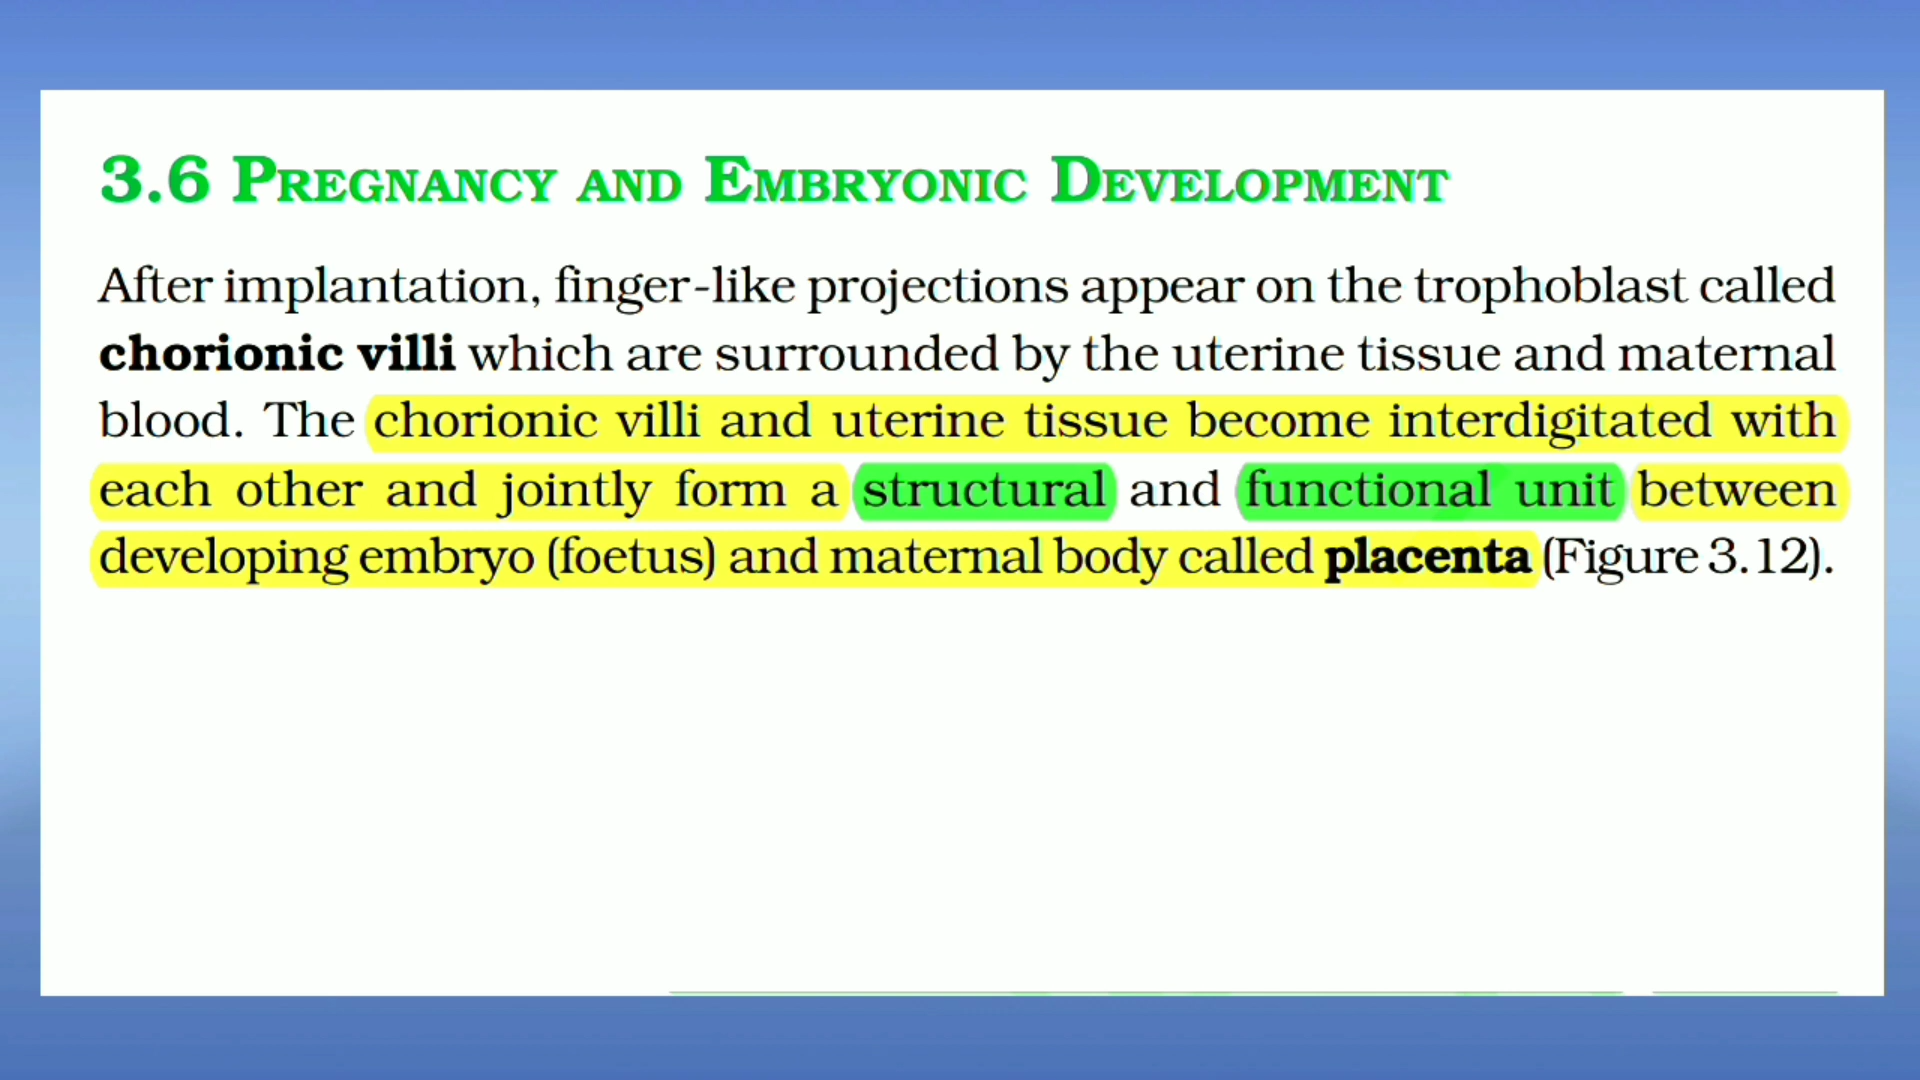 3.6 Pregnancy and Embryonic Development
After implantation, finger-like projections appear on the trophoblast called
chorionic villi which are surrounded by the uterine tissue and maternal
blood. The chorionic villi and uterine tissue become interdigitated with
each other and jointly form a structural and functional unit between
developing embryo (foetus) and maternal body called placenta (Figure 3.12).